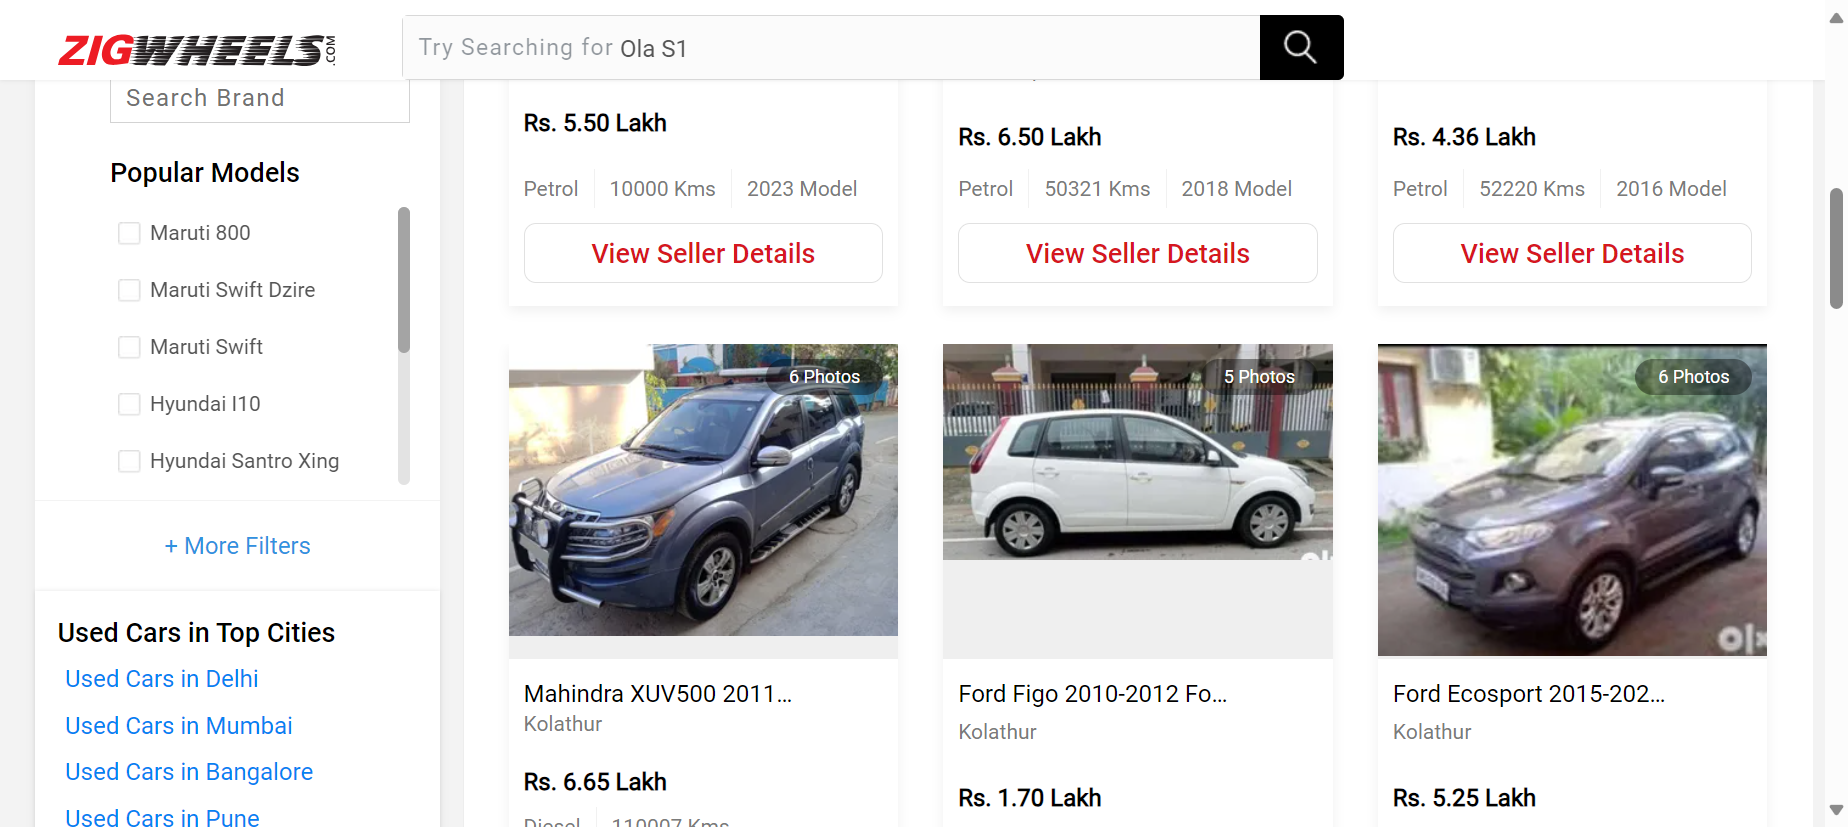 ZIGWHEELS.COM
Try Searching for Ola S1
Search Brand
Popular Models
Maruti 800
Maruti Swift Dzire
Maruti Swift
Hyundai I10
Hyundai Santro Xing
+ More Filters
Used Cars in Top Cities
Used Cars in Delhi
Used Cars in Mumbai
Used Cars in Bangalore
Used Cars in Pune
Rs. 5.50 Lakh
Petrol 10000 Kms 2023 Model
View Seller Details
Rs. 6.50 Lakh
Petrol 50321 Kms 2018 Model
View Seller Details
Rs. 4.36 Lakh
Petrol 52220 Kms 2016 Model
View Seller Details
6 Photos
Mahindra XUV500 2011...
Kolathur
Rs. 6.65 Lakh
Diesel 110007 Kms
5 Photos
Ford Figo 2010-2012 Fo...
Kolathur
Rs. 1.70 Lakh
6 Photos
olx
Ford Ecosport 2015-202...
Kolathur
Rs. 5.25 Lakh